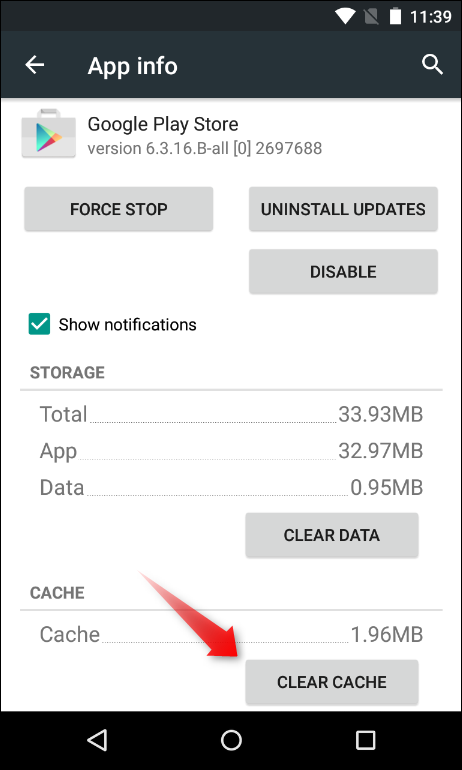 11:39
App info
Google Play Store
version 6.3.16.B-all [0] 2697688
FORCE STOP
UNINSTALL UPDATES
DISABLE
Show notifications
STORAGE
Total 33.93MB
App 32.97MB
Data 0.95MB
CLEAR DATA
CACHE
Cache 1.96MB
CLEAR CACHE